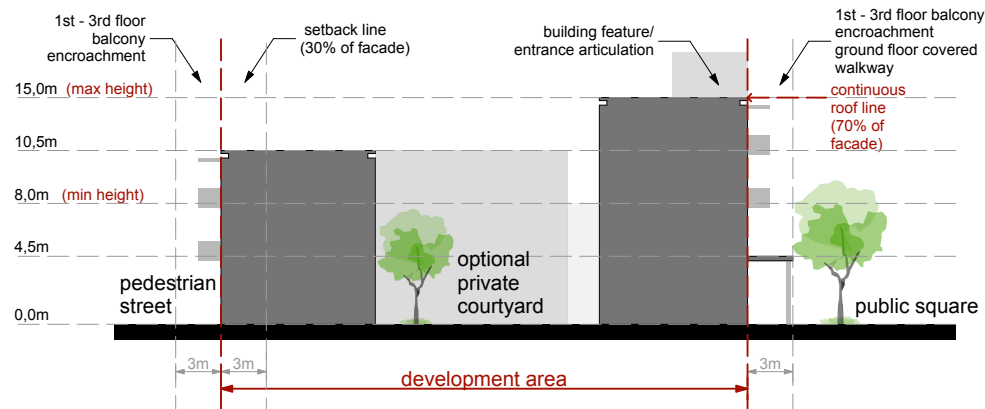 1st - 3rd floor
balcony
encroachment
setback line
(30% of facade)
building feature/
entrance articulation
1st - 3rd floor balcony
encroachment
ground floor covered
walkway
15,0m (max height)
continuous
roof line
(70% of
facade)
10,5m
8,0m (min height)
4,5m
optional
private
courtyard
pedestrian
street
public square
0,0m
3m
3m
development area
3m